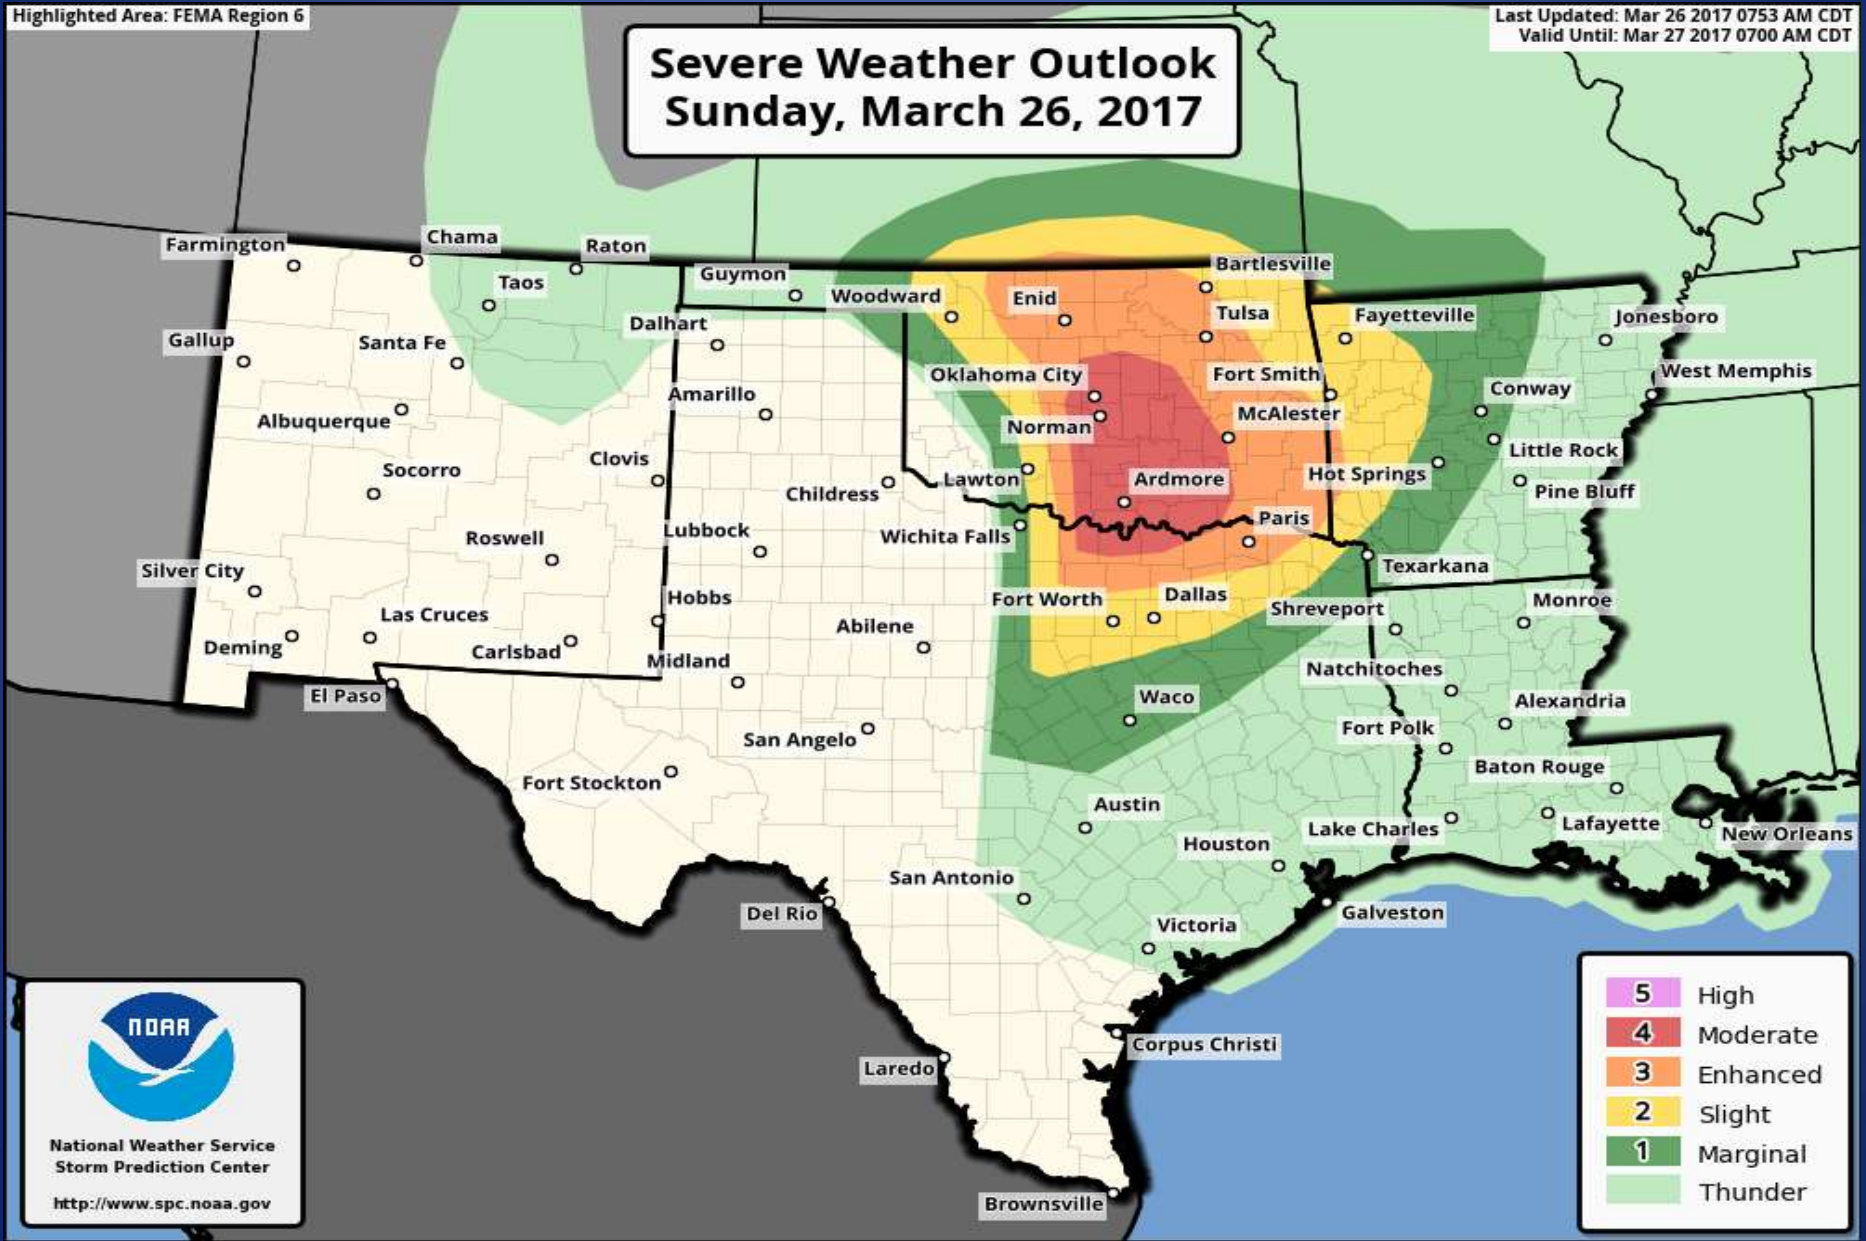 Highlighted Area: FEMA Region 6
Last Updated: Mar 26 2017 0753 AM CDT
Valid Until: Mar 27 2017 0700 AM CDT
Severe Weather Outlook
Sunday, March 26, 2017
Farmington
Chama
Raton
Taos
Guymon
Woodward
Enid
Bartlesville
Tulsa
Fayetteville
Jonesboro
Gallup
Santa Fe
Dalhart
Oklahoma City
Fort Smith
West Memphis
Albuquerque
Amarillo
Norman
McAlester
Conway
Socorro
Clovis
Childress
Lawton
Ardmore
Hot Springs
Little Rock
Pine Bluff
Roswell
Lubbock
Wichita Falls
Paris
Texarkana
Silver City
Las Cruces
Hobbs
Fort Worth
Dallas
Shreveport
Monroe
Deming
Carlsbad
Abilene
Midland
Natchitoches
El Paso
Waco
Alexandria
San Angelo
Fort Polk
Fort Stockton
Baton Rouge
Austin
Houston
Lake Charles
Lafayette
New Orleans
San Antonio
Del Rio
Victoria
Galveston
Corpus Christi
Laredo
Brownsville
NOAA
National Weather Service
Storm Prediction Center
http://www.spc.noaa.gov
5 High
4 Moderate
3 Enhanced
2 Slight
1 Marginal
Thunder